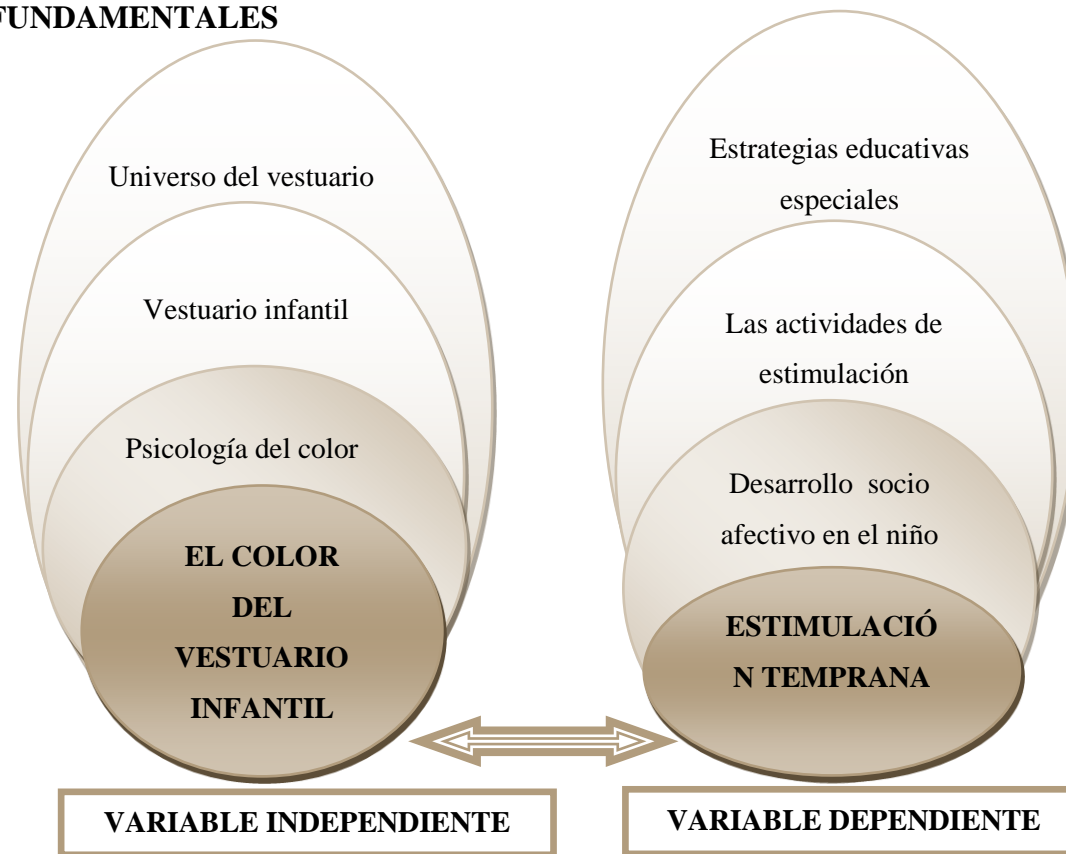 FUNDAMENTALES
Universo del vestuario
Vestuario infantil
Psicología del color
EL COLOR
DEL
VESTUARIO
INFANTIL
VARIABLE INDEPENDIENTE
Estrategias educativas
especiales
Las actividades de
estimulación
Desarrollo socio
afectivo en el niño
ESTIMULACIÓ
N TEMPRANA
VARIABLE DEPENDIENTE